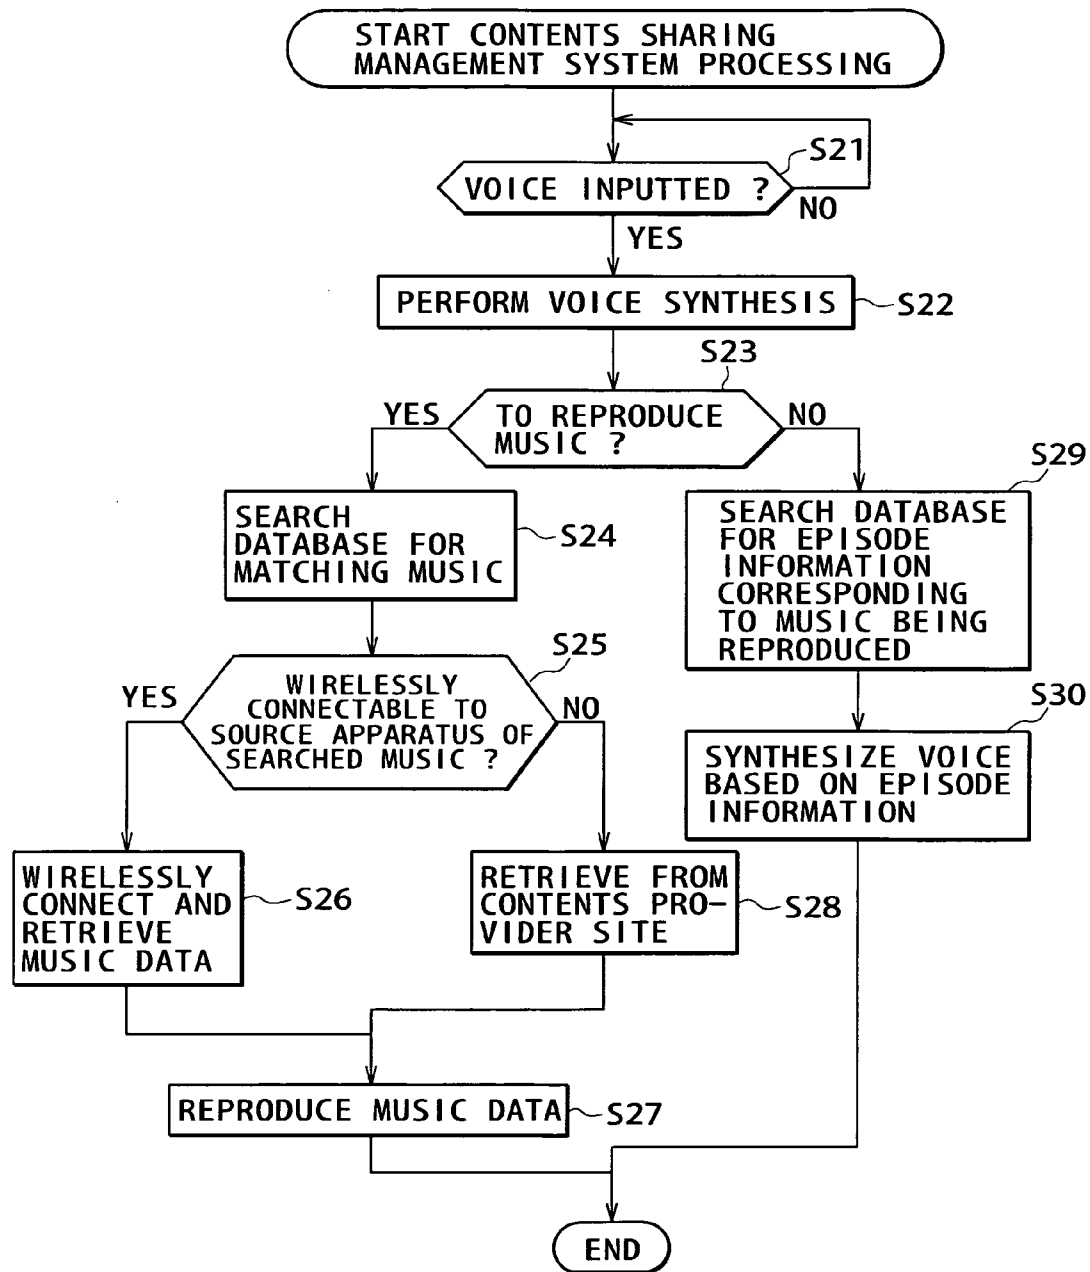 START CONTENTS SHARING
MANAGEMENT SYSTEM PROCESSING
S21
VOICE INPUTTED ?
NO
YES
PERFORM VOICE SYNTHESIS
S22
S23
YES
TO REPRODUCE
MUSIC ?
NO
S29
SEARCH
DATABASE FOR
MATCHING MUSIC
S24
SEARCH DATABASE
FOR EPISODE
INFORMATION
CORRESPONDING
TO MUSIC BEING
REPRODUCED
S25
YES
WIRELESSLY
CONNECTABLE TO
SOURCE APPARATUS OF
SEARCHED MUSIC ?
NO
S30
SYNTHESIZE VOICE
BASED ON EPISODE
INFORMATION
WIRELESSLY
CONNECT AND
RETRIEVE
MUSIC DATA
S26
RETRIEVE FROM
CONTENTS PRO-
VIDER SITE
S28
REPRODUCE MUSIC DATA
S27
END